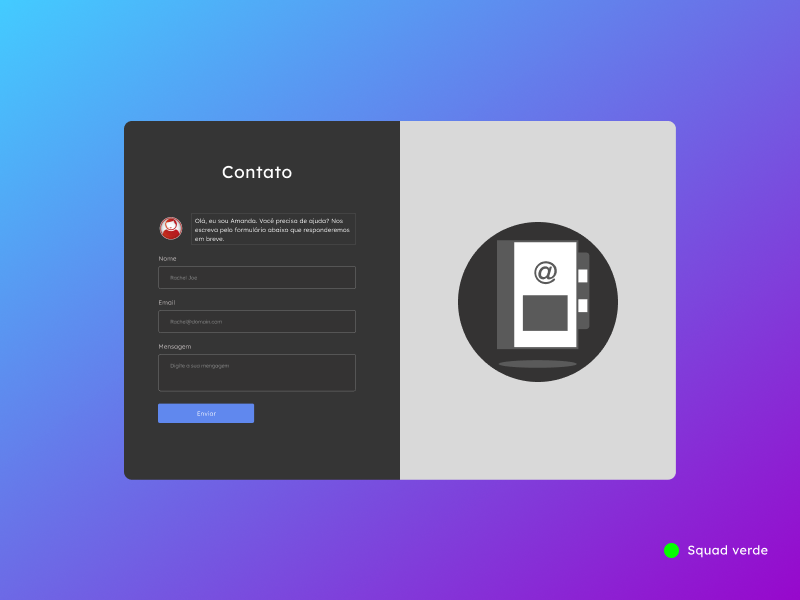 Contato
Olá, eu sou Amanda. Você precisa de ajuda? Nos
escreva pelo formulário abaixo que responderemos
em breve.
Nome
Rachel Joe
Email
Rachel@domain.com
Mensagem
Digite a sua mengagem
Enviar
@
Squad verde